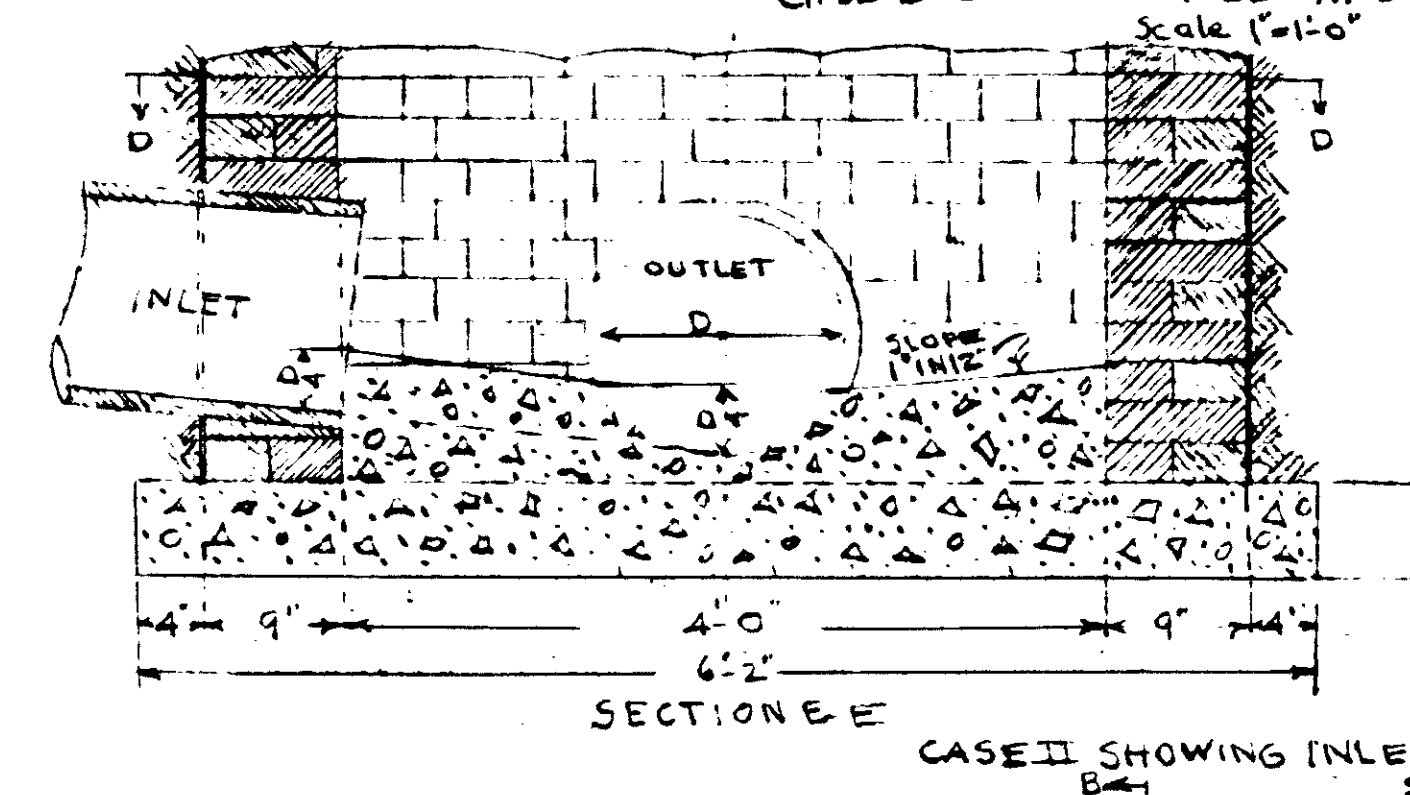 Scale 1"=1'-0"
D
D
OUTLET
INLET
D
SLOPE
1" IN 12"
D/4
D/4
4" 9" 4'-0" 9" 4"
6'-2"
SECTION E E
CASE II SHOWING INLE
B